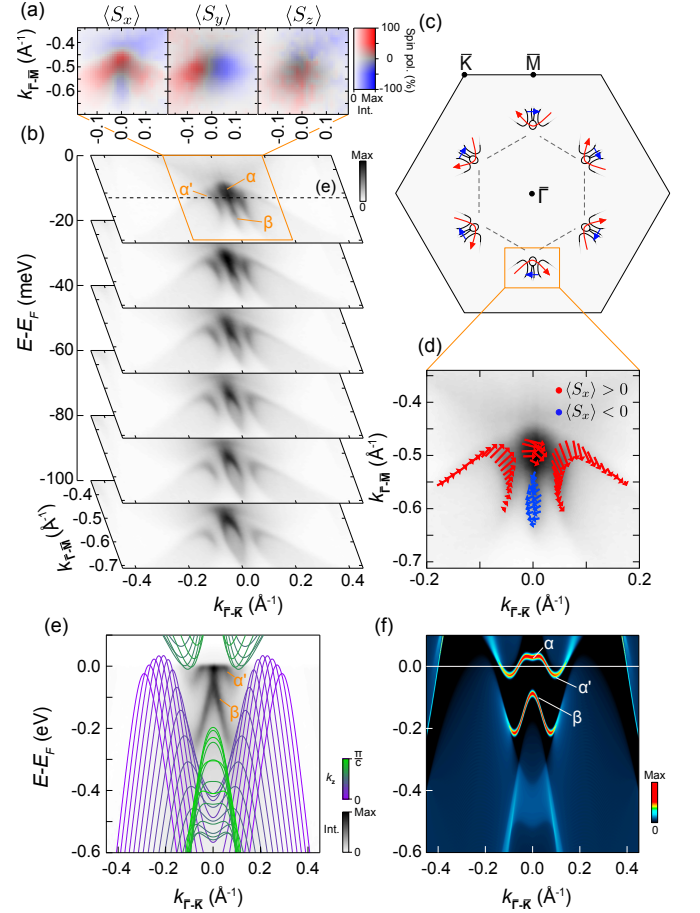 (a)
⟨Sx⟩ ⟨Sy⟩ ⟨Sz⟩
kΓ̄-M̄ (Å⁻¹)
-0.4
-0.5
-0.6
-0.1 0.0 0.1 -0.1 0.0 0.1 -0.1 0.0 0.1
100
0
-100
Spin pol. (%)
0 Max
Int.
(b)
0
-20
-40
-60
-80
-100
E-EF (meV)
Max
0
(e)
α
α'
β
-0.4
-0.5
-0.6
-0.7
kΓ̄-M̄ (Å⁻¹)
-0.4 -0.2 0.0 0.2 0.4
kΓ̄-K̄ (Å⁻¹)
(c)
K̄ M̄
Γ̄
(d)
⟨Sx⟩ > 0
⟨Sx⟩ < 0
-0.4
-0.5
-0.6
-0.7
kΓ̄-M̄ (Å⁻¹)
-0.2 0.0 0.2
kΓ̄-K̄ (Å⁻¹)
(e)
0.0
-0.2
-0.4
-0.6
E-EF (eV)
α'
β
π/c
kz
0
Max
Int.
0
-0.4 -0.2 0.0 0.2 0.4
kΓ̄-K̄ (Å⁻¹)
(f)
0.0
-0.2
-0.4
-0.6
α
α'
β
Max
0
-0.4 -0.2 0.0 0.2 0.4
kΓ̄-K̄ (Å⁻¹)